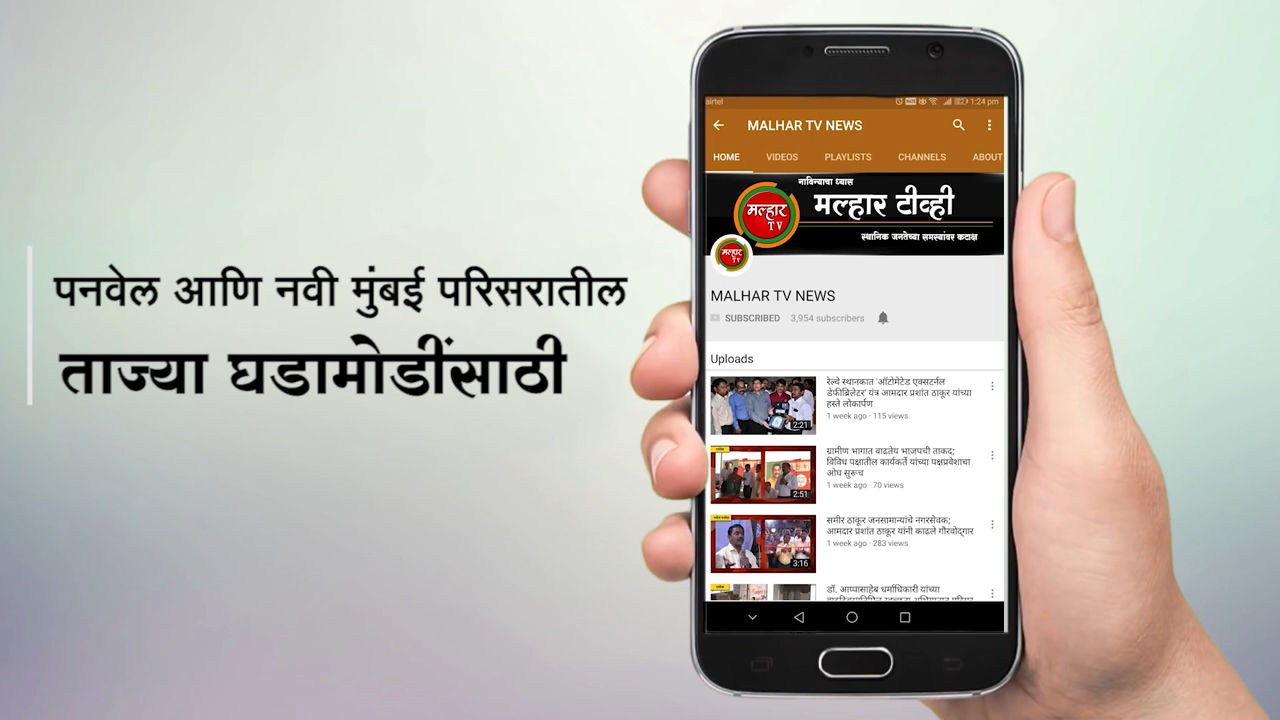 पनवेल आणि नवी मुंबई परिसरातील
ताज्या घडामोडींसाठी
airtel
1:24 pm
MALHAR TV NEWS
HOME VIDEOS PLAYLISTS CHANNELS ABOUT
नाविन्याचा ध्यास
मल्हार टीव्ही
मल्हार
TV
स्थानिक जनतेच्या समस्यांवर कटाक्ष
मल्हार
TV
MALHAR TV NEWS
SUBSCRIBED 3,954 subscribers
Uploads
रेल्वे स्थानकात 'ऑटोमेटेड एक्सटर्नल
डेफीब्रिलेटर' यंत्र आमदार प्रशांत ठाकूर यांच्या
हस्ते लोकार्पण
1 week ago · 115 views
2:21
ग्रामीण भागात वाढतेय भाजपची ताकद;
विविध पक्षातील कार्यकर्ते यांच्या पक्षप्रवेशाचा
ओघ सुरूच
1 week ago · 70 views
2:51
समीर ठाकूर जनसामान्यांचे नगरसेवक;
आमदार प्रशांत ठाकूर यांनी काढले गौरवोद्गार
1 week ago · 283 views
3:16
डॉ. आप्पासाहेब धर्माधिकारी यांच्या